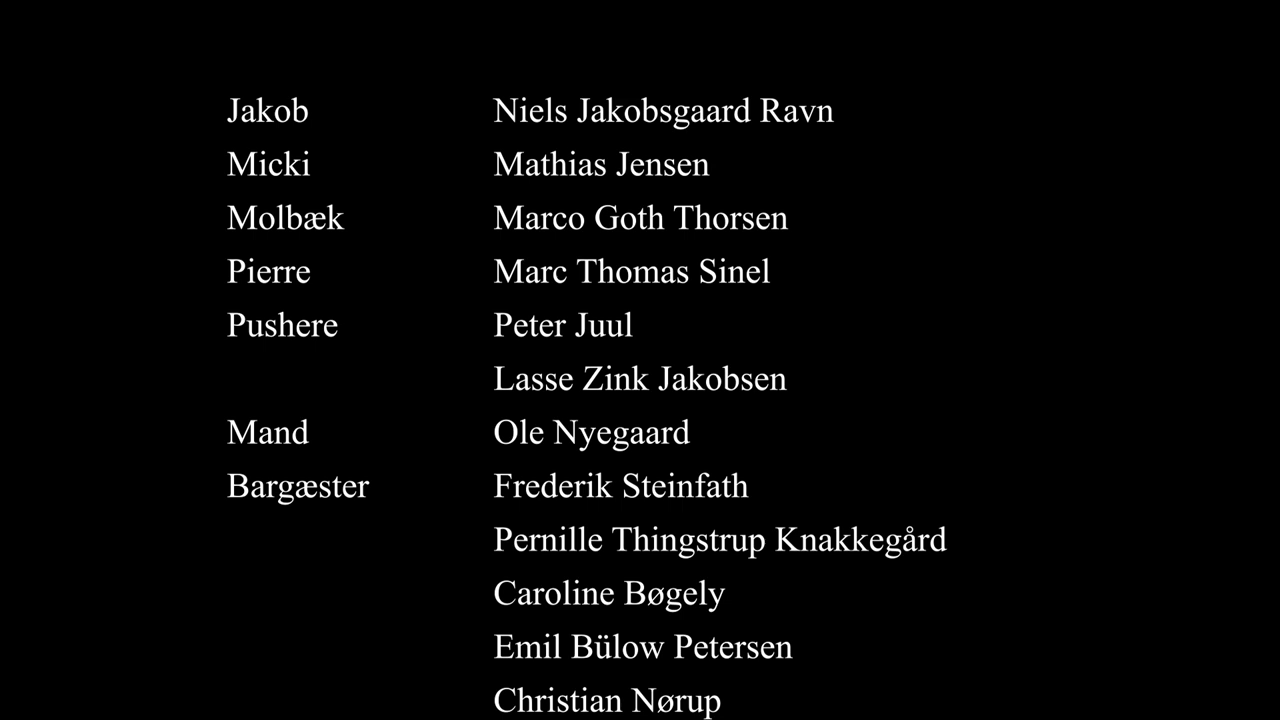 Jakob Niels Jakobsgaard Ravn
Micki Mathias Jensen
Molbæk Marco Goth Thorsen
Pierre Marc Thomas Sinel
Pushere Peter Juul
Lasse Zink Jakobsen
Mand Ole Nyegaard
Bargæster Frederik Steinfath
Pernille Thingstrup Knakkegård
Caroline Bøgely
Emil Bülow Petersen
Christian Nørup